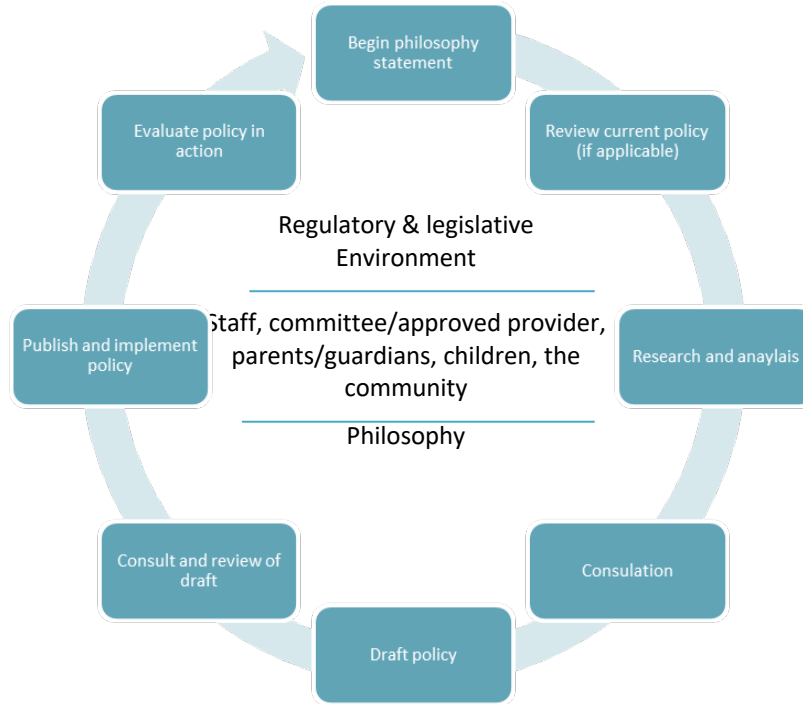 Begin philosophy
statement
Review current policy
(if applicable)
Research and anaylais
Consulation
Draft policy
Consult and review of
draft
Publish and implement
policy
Evaluate policy in
action
Regulatory & legislative
Environment
Staff, committee/approved provider,
parents/guardians, children, the
community
Philosophy